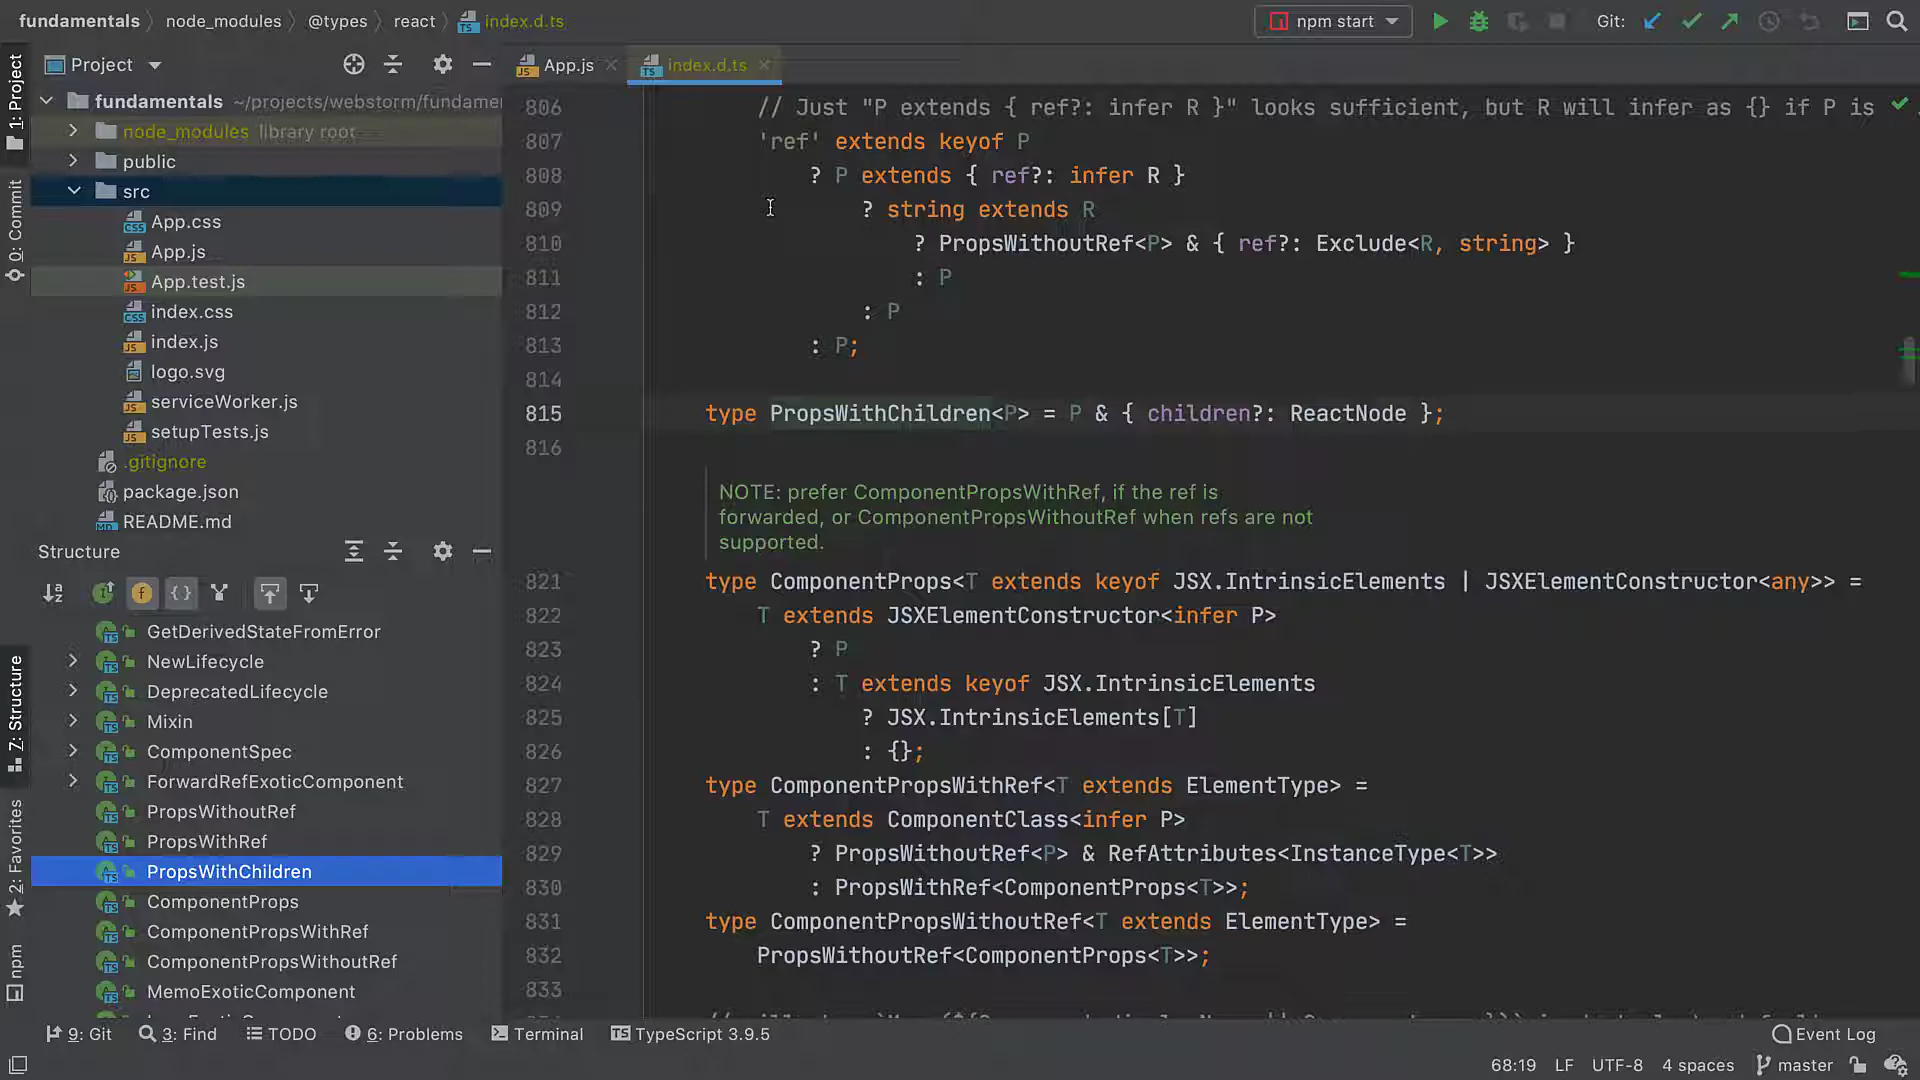 fundamentals node_modules @types react index.d.ts
npm start
Git:
1: Project
0: Commit
7: Structure
2: Favorites
npm
Project
fundamentals ~/projects/webstorm/fundamer
node_modules library root
public
src
App.css
App.js
App.test.js
index.css
index.js
logo.svg
serviceWorker.js
setupTests.js
.gitignore
package.json
README.md
Structure
GetDerivedStateFromError
NewLifecycle
DeprecatedLifecycle
Mixin
ComponentSpec
ForwardRefExoticComponent
PropsWithoutRef
PropsWithRef
PropsWithChildren
ComponentProps
ComponentPropsWithRef
ComponentPropsWithoutRef
MemoExoticComponent
App.js index.d.ts
806 // Just "P extends { ref?: infer R }" looks sufficient, but R will infer as {} if P is
807 'ref' extends keyof P
808 ? P extends { ref?: infer R }
809 ? string extends R
810 ? PropsWithoutRef<P> & { ref?: Exclude<R, string> }
811 : P
812 : P
813 : P;
814
815 type PropsWithChildren<P> = P & { children?: ReactNode };
816
NOTE: prefer ComponentPropsWithRef, if the ref is
forwarded, or ComponentPropsWithoutRef when refs are not
supported.
821 type ComponentProps<T extends keyof JSX.IntrinsicElements | JSXElementConstructor<any>> =
822 T extends JSXElementConstructor<infer P>
823 ? P
824 : T extends keyof JSX.IntrinsicElements
825 ? JSX.IntrinsicElements[T]
826 : {};
827 type ComponentPropsWithRef<T extends ElementType> =
828 T extends ComponentClass<infer P>
829 ? PropsWithoutRef<P> & RefAttributes<InstanceType<T>>
830 : PropsWithRef<ComponentProps<T>>;
831 type ComponentPropsWithoutRef<T extends ElementType> =
832 PropsWithoutRef<ComponentProps<T>>;
833
9: Git 3: Find TODO 6: Problems Terminal TypeScript 3.9.5 Event Log
68:19 LF UTF-8 4 spaces master